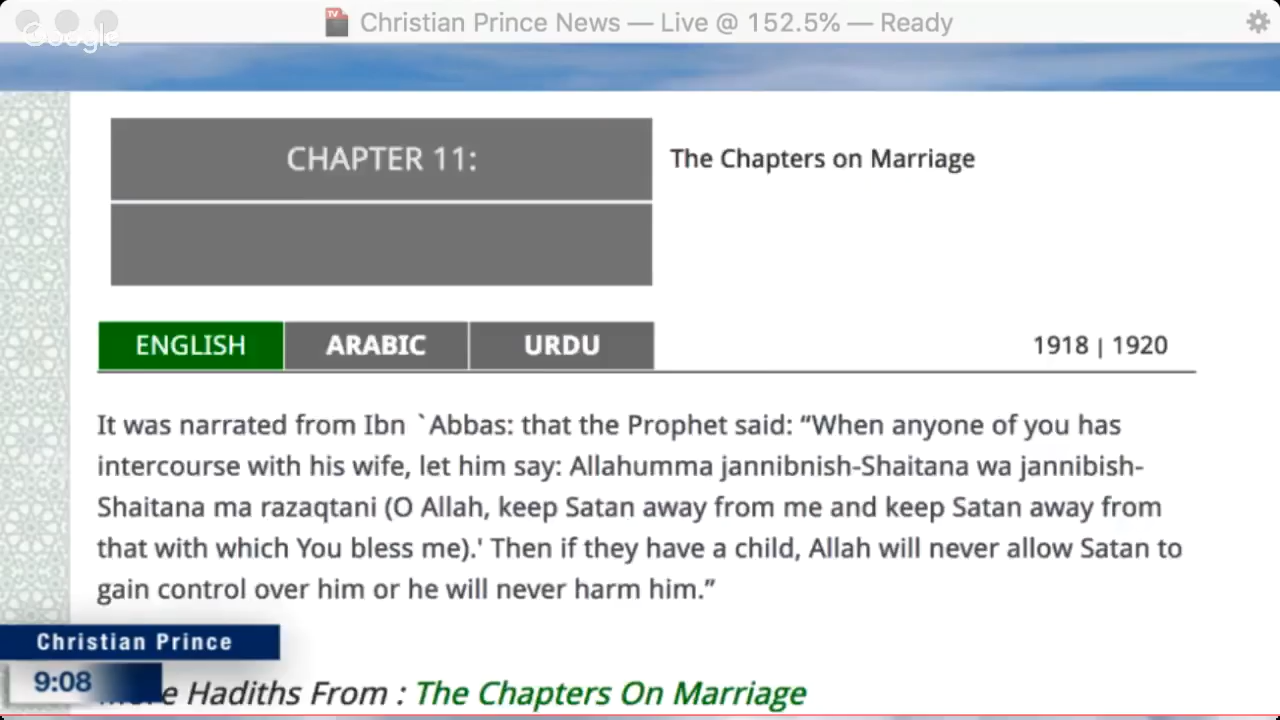 Google
Christian Prince News — Live @ 152.5% — Ready
TV
CHAPTER 11:
The Chapters on Marriage
ENGLISH ARABIC URDU 1918 | 1920
It was narrated from Ibn `Abbas: that the Prophet said: “When anyone of you has
intercourse with his wife, let him say: Allahumma jannibnish-Shaitana wa jannibish-
Shaitana ma razaqtani (O Allah, keep Satan away from me and keep Satan away from
that with which You bless me).' Then if they have a child, Allah will never allow Satan to
gain control over him or he will never harm him.”
Christian Prince
9:08
Hadiths From : The Chapters On Marriage